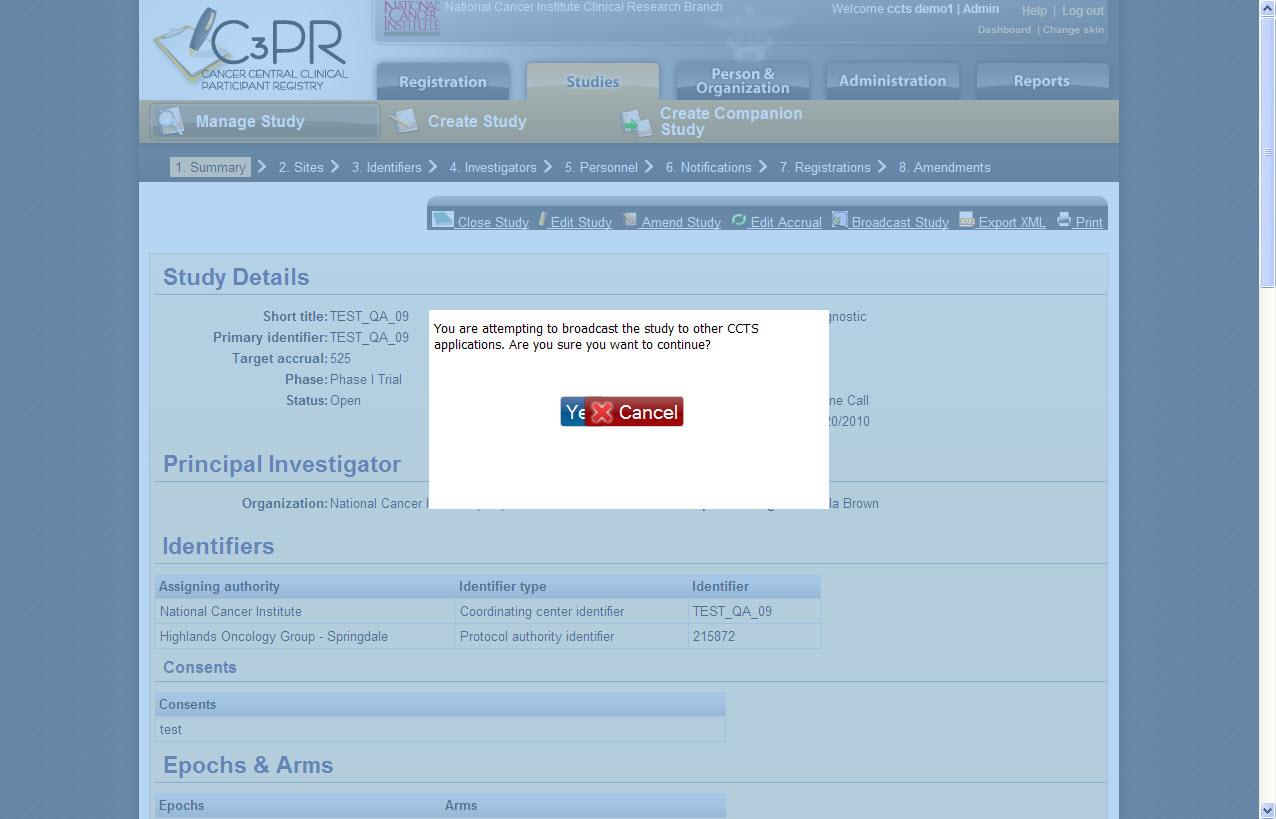 NATIONAL CANCER INSTITUTE
National Cancer Institute Clinical Research Branch
Welcome ccts demo1 | Admin Help | Log out
Dashboard | Change skin
C3PR
CANCER CENTRAL CLINICAL
PARTICIPANT REGISTRY
Registration Studies Person & Organization Administration Reports
Manage Study Create Study Create Companion Study
1. Summary 2. Sites 3. Identifiers 4. Investigators 5. Personnel 6. Notifications 7. Registrations 8. Amendments
Close Study Edit Study Amend Study Edit Accrual Broadcast Study Export XML Print
Study Details
Short title: TEST_QA_09
Primary identifier: TEST_QA_09
Target accrual: 525
Phase: Phase I Trial
Status: Open
You are attempting to broadcast the study to other CCTS
applications. Are you sure you want to continue?
Cancel
Principal Investigator
Organization: National Cancer Brown
Identifiers
Assigning authority Identifier type Identifier
National Cancer Institute Coordinating center identifier TEST_QA_09
Highlands Oncology Group - Springdale Protocol authority identifier 215872
Consents
Consents
test
Epochs & Arms
Epochs Arms